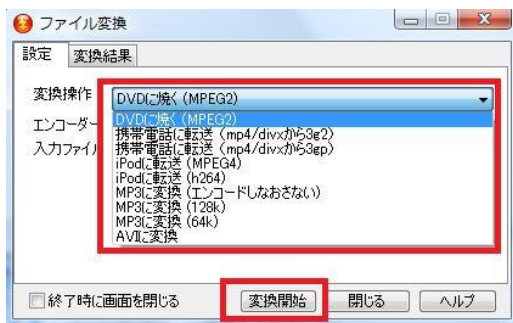 ファイル変換
設定 変換結果
変換操作 DVDに焼く (MPEG2)
DVDに焼く (MPEG2)
エンコーダー
携帯電話に転送 (mp4/divxから3g2)
携帯電話に転送 (mp4/divxから3gp)
入力ファイル
iPodに転送 (MPEG4)
iPodに転送 (h264)
MP3に変換 (エンコードしなおさない)
MP3に変換 (128k)
MP3に変換 (64k)
AVIに変換
終了時に画面を閉じる 変換開始 閉じる ヘルプ